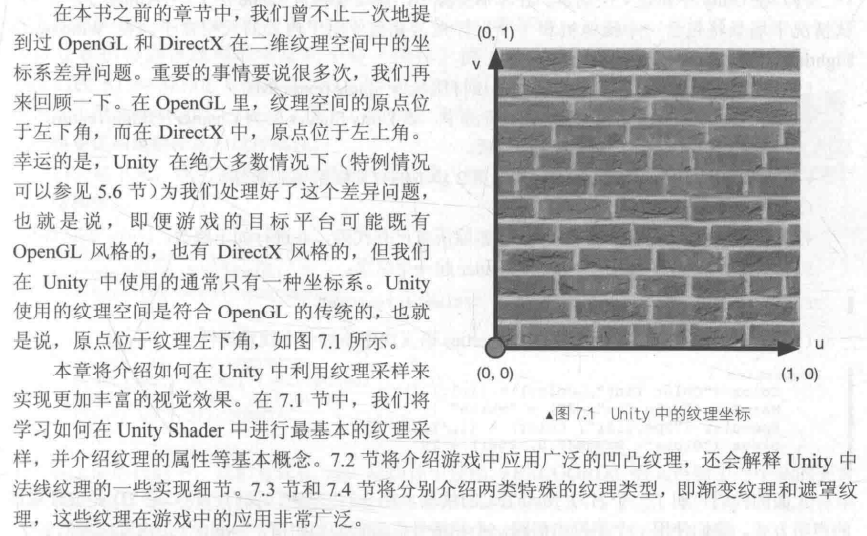 在本书之前的章节中，我们曾不止一次地提
到过 OpenGL 和 DirectX 在二维纹理空间中的坐
标系差异问题。重要的事情要说很多次，我们再
来回顾一下。在 OpenGL 里，纹理空间的原点位
于左下角，而在 DirectX 中，原点位于左上角。
幸运的是，Unity 在绝大多数情况下（特例情况
可以参见 5.6 节）为我们处理好了这个差异问题，
也就是说，即便游戏的目标平台可能既有
OpenGL 风格的，也有 DirectX 风格的，但我们
在 Unity 中使用的通常只有一种坐标系。Unity
使用的纹理空间是符合 OpenGL 的传统的，也就
是说，原点位于纹理左下角，如图 7.1 所示。
本章将介绍如何在 Unity 中利用纹理采样来
实现更加丰富的视觉效果。在 7.1 节中，我们将
学习如何在 Unity Shader 中进行最基本的纹理采
样，并介绍纹理的属性等基本概念。7.2 节将介绍游戏中应用广泛的凹凸纹理，还会解释 Unity 中
法线纹理的一些实现细节。7.3 节和 7.4 节将分别介绍两类特殊的纹理类型，即渐变纹理和遮罩纹
理，这些纹理在游戏中的应用非常广泛。
(0, 1)
v
u
(0, 0)
(1, 0)
▲图 7.1 Unity 中的纹理坐标